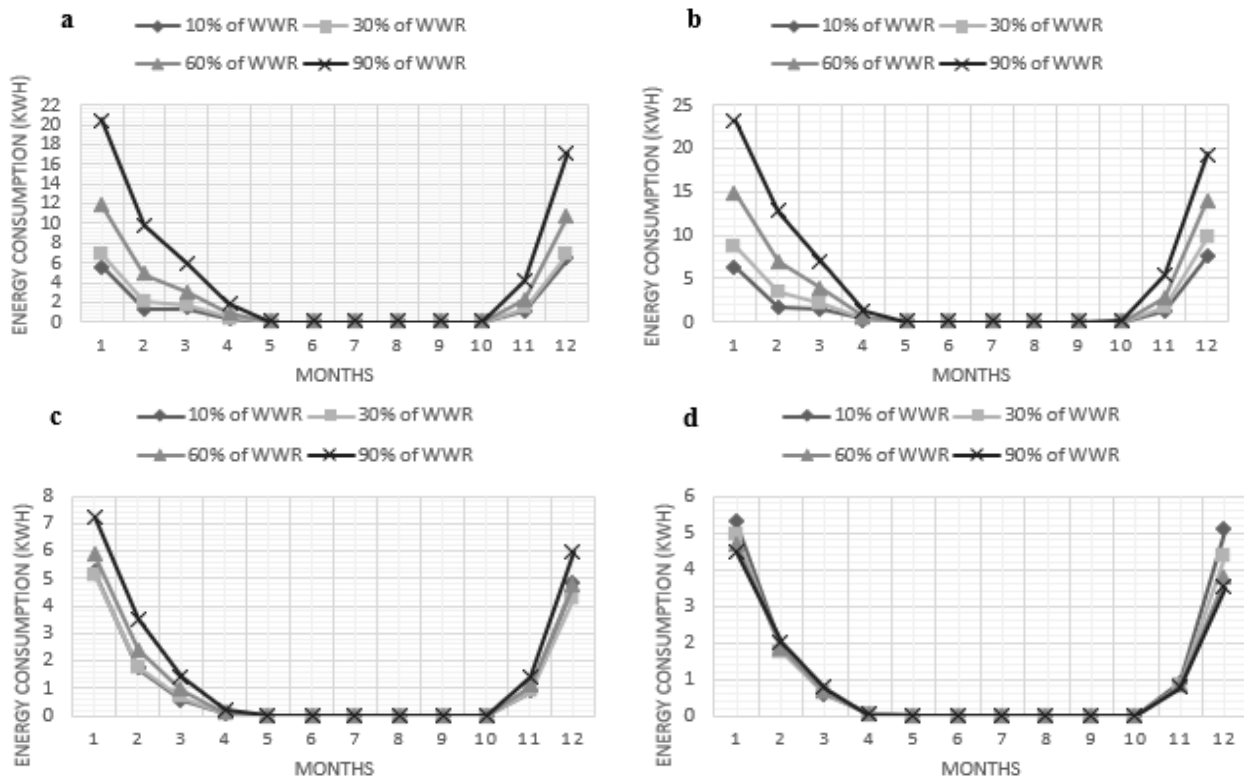 a
10% of WWR 30% of WWR
60% of WWR 90% of WWR
ENERGY CONSUMPTION (KWH)
22
20
18
16
14
12
10
8
6
4
2
0
1 2 3 4 5 6 7 8 9 10 11 12
MONTHS
b
10% of WWR 30% of WWR
60% of WWR 90% of WWR
ENERGY CONSUMPTION (KWH)
25
20
15
10
5
0
1 2 3 4 5 6 7 8 9 10 11 12
MONTHS
c
10% of WWR 30% of WWR
60% of WWR 90% of WWR
ENERGY CONSUMPTION (KWH)
8
7
6
5
4
3
2
1
0
1 2 3 4 5 6 7 8 9 10 11 12
MONTHS
d
10% of WWR 30% of WWR
60% of WWR 90% of WWR
ENERGY CONSUMPTION (KWH)
6
5
4
3
2
1
0
1 2 3 4 5 6 7 8 9 10 11 12
MONTHS